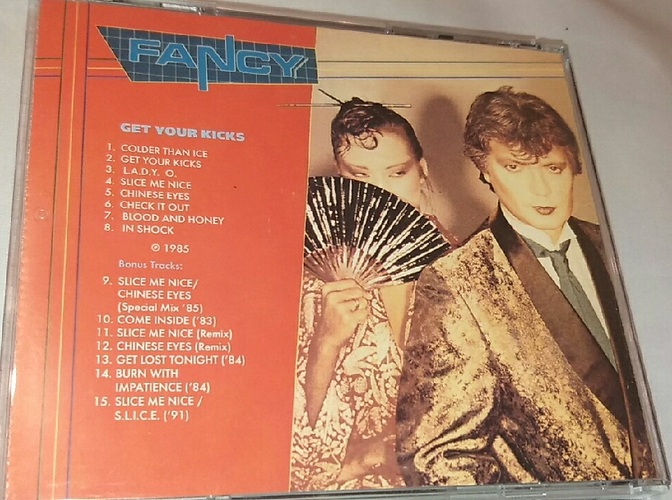 FANCY
GET YOUR KICKS
1. COLDER THAN ICE
2. GET YOUR KICKS
3. L.A.D.Y. O.
4. SLICE ME NICE
5. CHINESE EYES
6. CHECK IT OUT
7. BLOOD AND HONEY
8. IN SHOCK
℗ 1985
Bonus Tracks:
9. SLICE ME NICE/
CHINESE EYES
(Special Mix '85)
10. COME INSIDE ('83)
11. SLICE ME NICE (Remix)
12. CHINESE EYES (Remix)
13. GET LOST TONIGHT ('84)
14. BURN WITH
IMPATIENCE ('84)
15. SLICE ME NICE /
S.L.I.C.E. ('91)